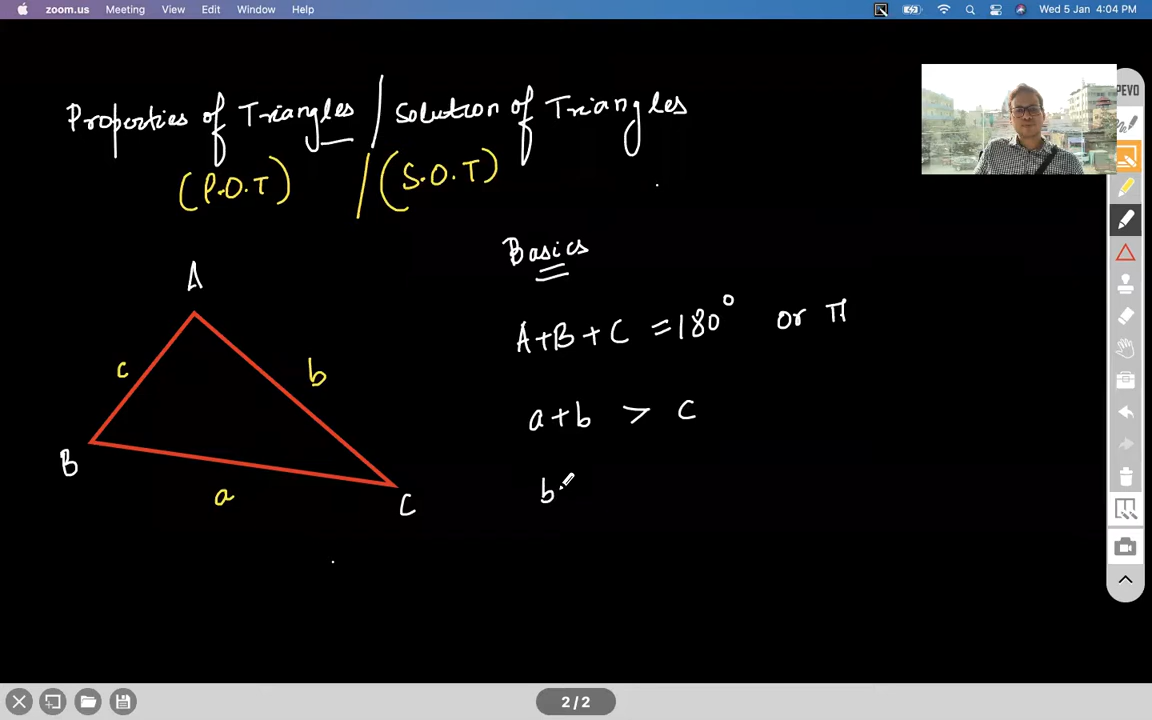 zoom.us Meeting View Edit Window Help Wed 5 Jan 4:04 PM
Properties of Triangles / Solution of Triangles
(P.O.T) / (S.O.T)
Basics
A
A+B+C = 180° or π
c
b
a+b > c
B
a
b
C
2/2